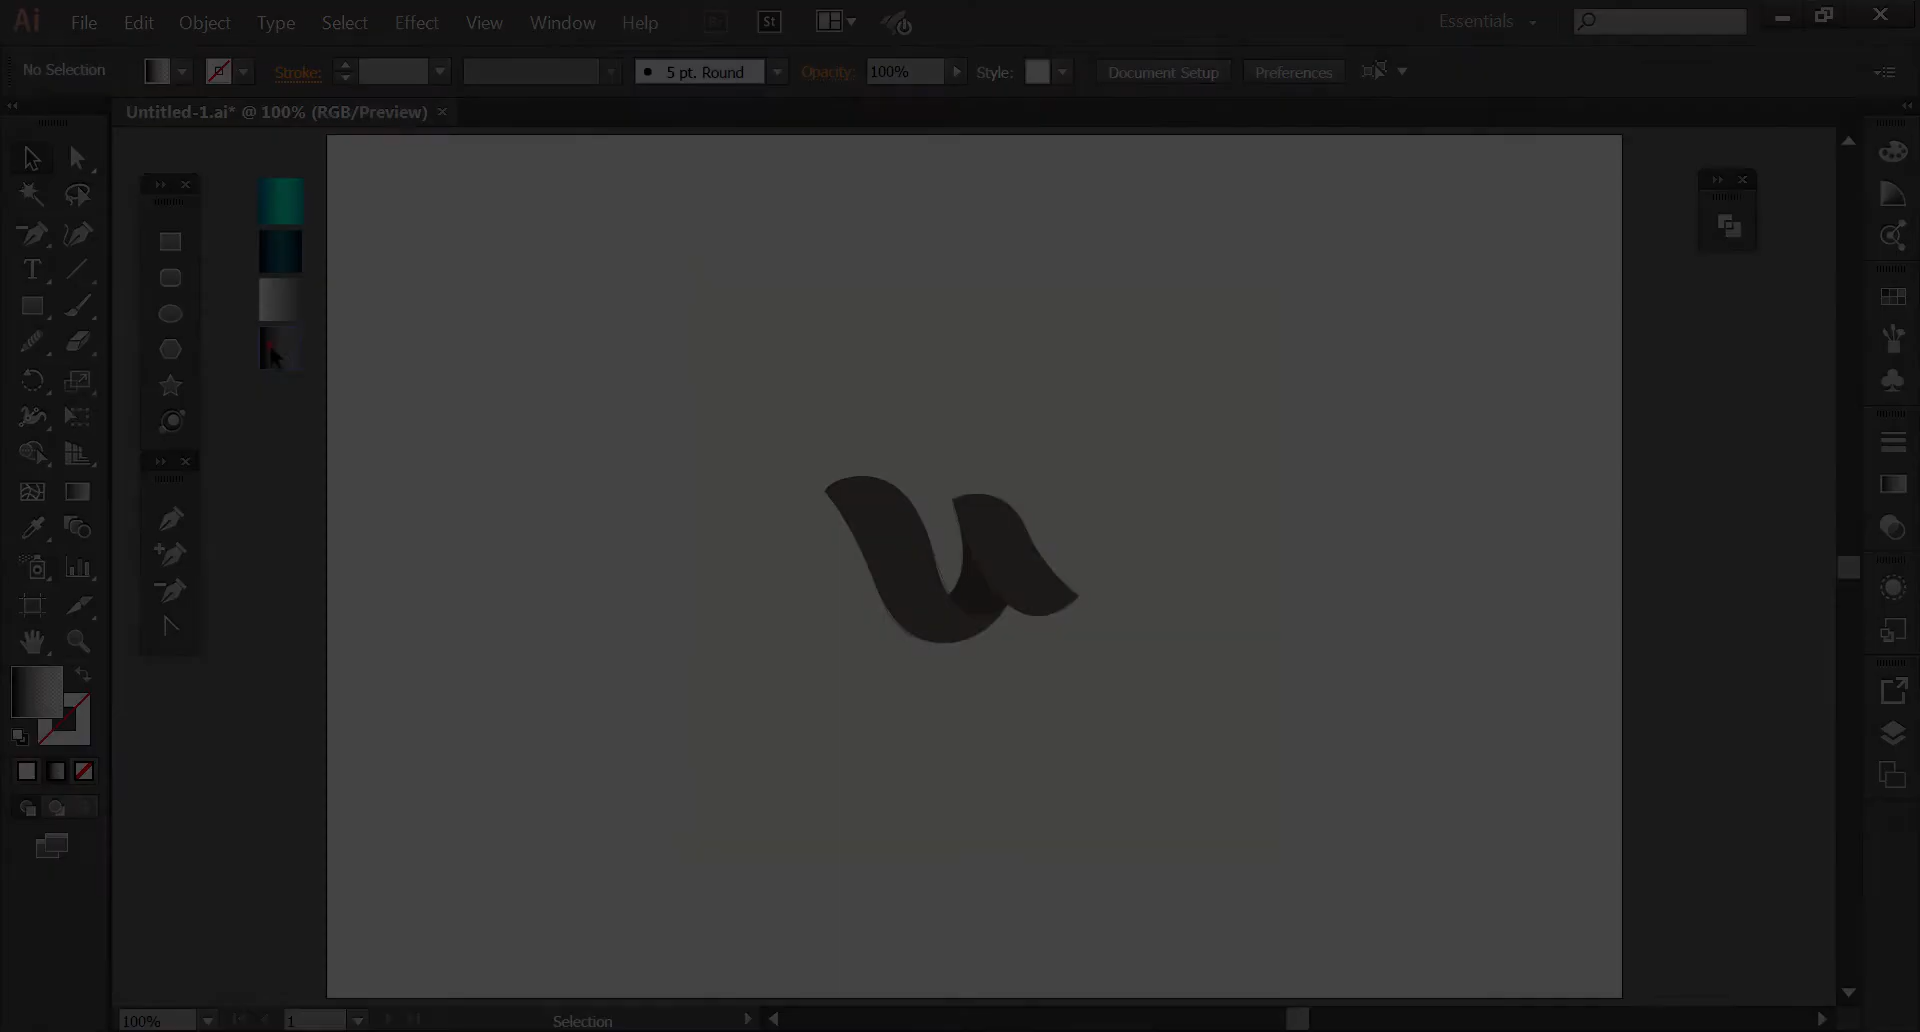 Ai File Edit Object Type Select Effect View Window Help Br St Essentials
No Selection Stroke: 5 pt. Round Opacity: 100% Style: Document Setup Preferences
Untitled-1.ai* @ 100% (RGB/Preview)
100% 1 Selection